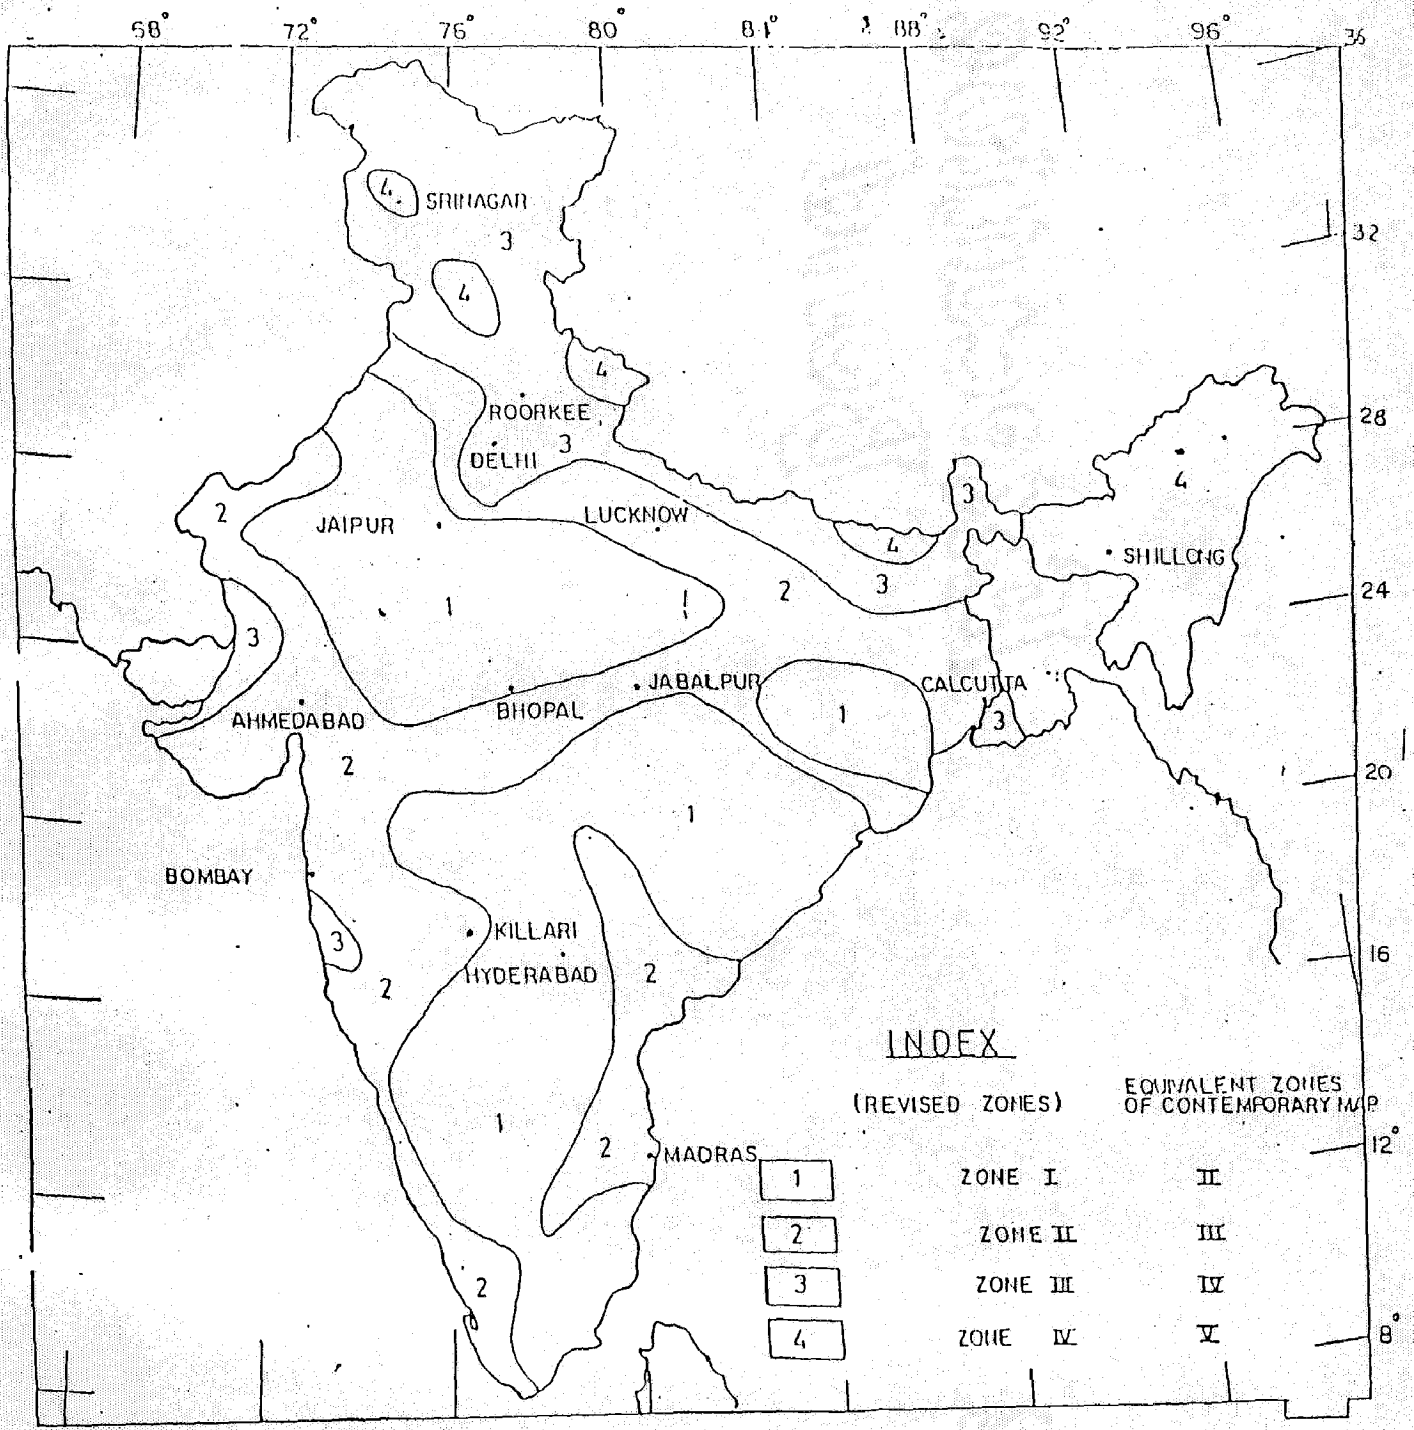 68° 72° 76° 80° 84° 88° 92° 96° 36
4 SRINAGAR
3
32
4
4
ROORKEE
28
3
DELHI
4
3
2
JAIPUR
LUCKNOW
4
SHILLONG
3
2
24
1
1
3
JABALPUR
CALCUTTA
BHOPAL
AHMEDABAD
1
3
2
20
1
BOMBAY
KILLARI
3
16
HYDERABAD
2
2
INDEX
EQUIVALENT ZONES
(REVISED ZONES)
OF CONTEMPORARY MAP
1
12°
2
MADRAS
1 ZONE I II
2 ZONE II III
2
3 ZONE III IV
4 ZONE IV V
8°